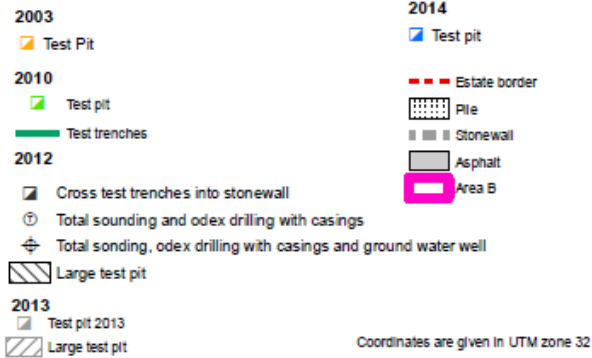 2003
Test Pit
2010
Test pit
Test trenches
2012
Cross test trenches into stonewall
T Total sounding and odex drilling with casings
Total sonding, odex drilling with casings and ground water well
Large test pit
2013
Test pit 2013
Large test pit
2014
Test pit
Estate border
Pile
Stonewall
Asphalt
Area B
Coordinates are given in UTM zone 32